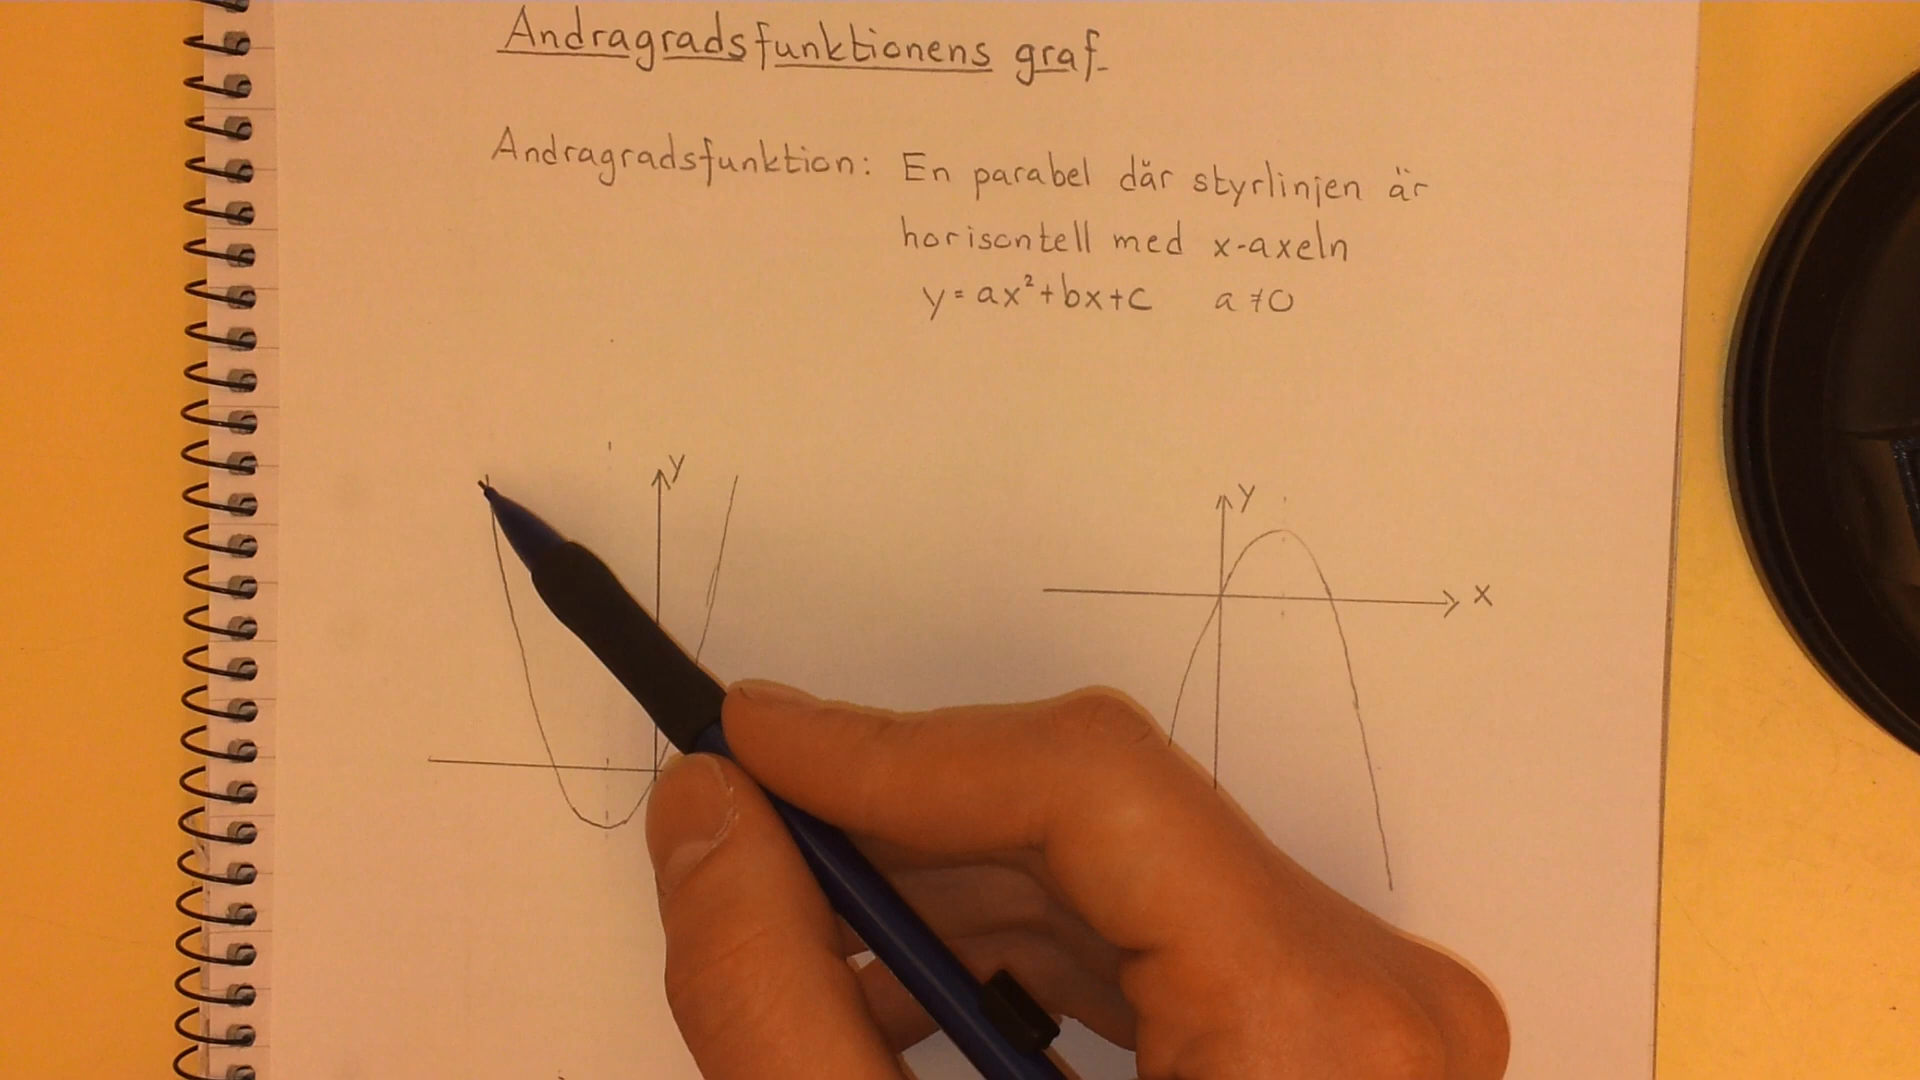 Andragradsfunktionens graf
Andragradsfunktion: En parabel där styrlinjen är
horisontell med x-axeln
y = ax²+bx+c a ≠0
y
y
x